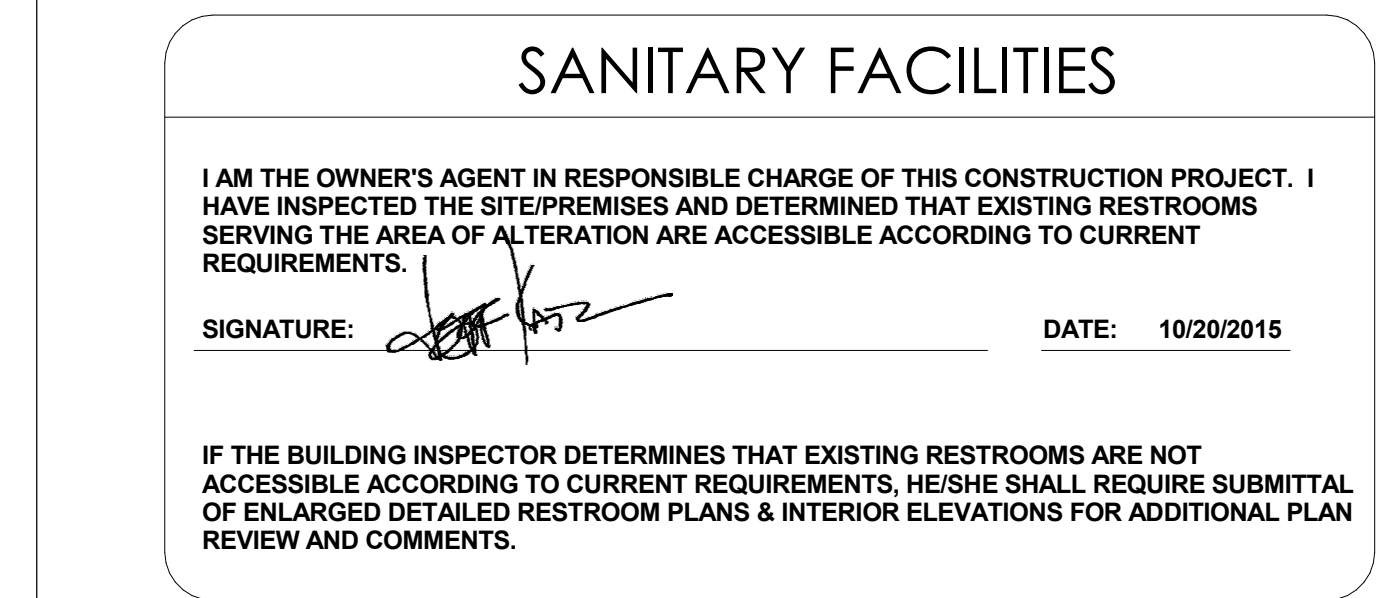 SANITARY FACILITIES
I AM THE OWNER'S AGENT IN RESPONSIBLE CHARGE OF THIS CONSTRUCTION PROJECT. I
HAVE INSPECTED THE SITE/PREMISES AND DETERMINED THAT EXISTING RESTROOMS
SERVING THE AREA OF ALTERATION ARE ACCESSIBLE ACCORDING TO CURRENT
REQUIREMENTS.
SIGNATURE: DATE: 10/20/2015
IF THE BUILDING INSPECTOR DETERMINES THAT EXISTING RESTROOMS ARE NOT
ACCESSIBLE ACCORDING TO CURRENT REQUIREMENTS, HE/SHE SHALL REQUIRE SUBMITTAL
OF ENLARGED DETAILED RESTROOM PLANS & INTERIOR ELEVATIONS FOR ADDITIONAL PLAN
REVIEW AND COMMENTS.